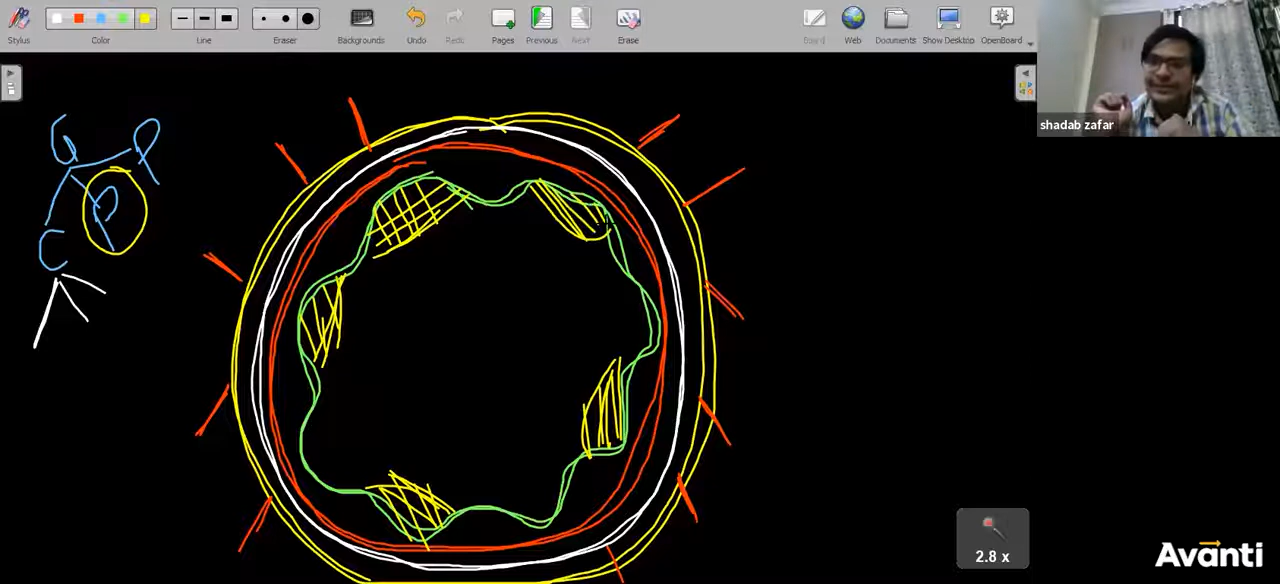 Stylus
Color
Line
Eraser
Backgrounds
Undo
Redo
Pages
Previous
Next
Erase
Board
Web
Documents
Show Desktop
OpenBoard
shadab zafar
G P
P
C
2.8 x
Avanti